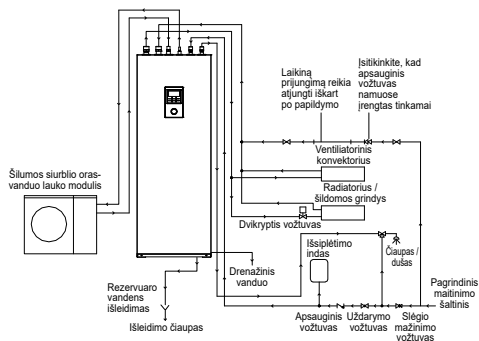 Laikiną
prijungimą reikia
atjungti iškart
po papildymo
Įsitikinkite, kad
apsauginis
vožtuvas
namuose
įrengtas tinkamai
Ventiliatorinis
konvektorius
Šilumos siurblio oras-
vanduo lauko modulis
Radiatorius /
šildomos grindys
Dvikryptis vožtuvas
Išsiplėtimo
indas
Čiaupas /
dušas
Drenažinis
vanduo
Rezervuaro
vandens
išleidimas
Pagrindinis
maitinimo
šaltinis
Išleidimo čiaupas
Apsauginis
vožtuvas
Uždarymo
vožtuvas
Slėgio
mažinimo
vožtuvas